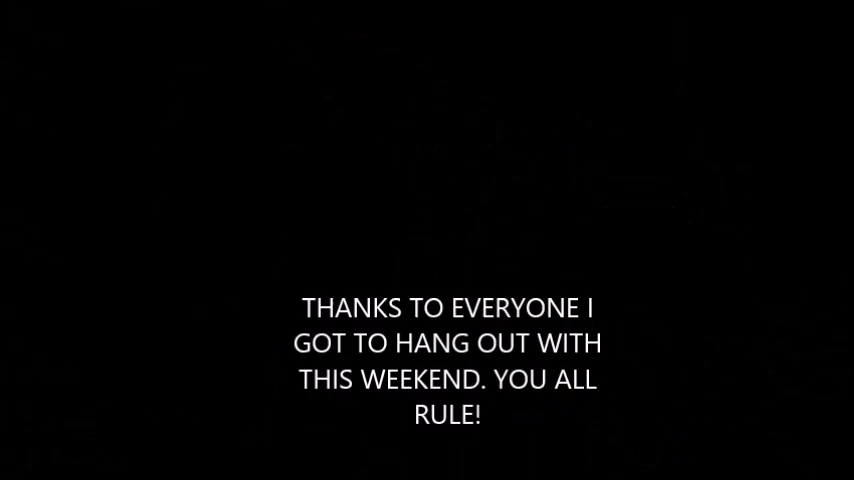 THANKS TO EVERYONE I
GOT TO HANG OUT WITH
THIS WEEKEND. YOU ALL
RULE!